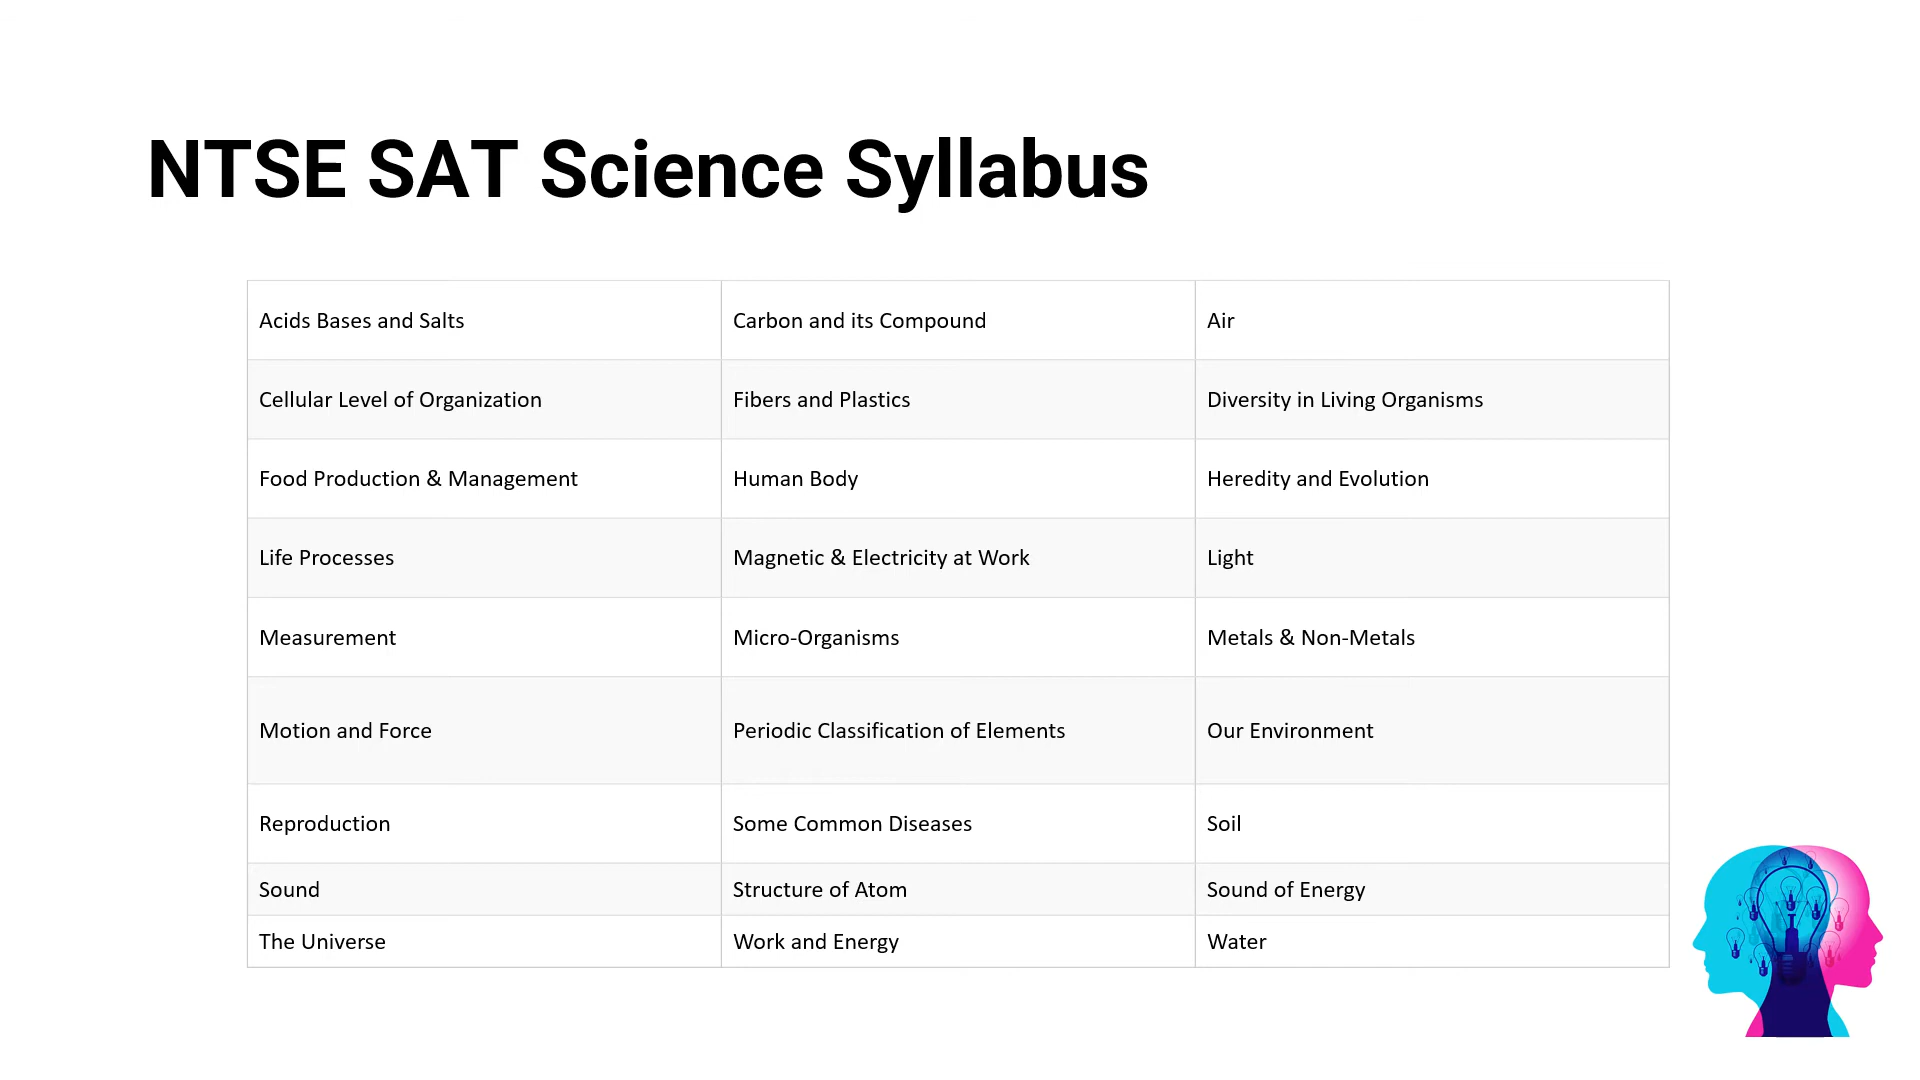 NTSE SAT Science Syllabus
Acids Bases and Salts
Carbon and its Compound
Air
Cellular Level of Organization
Fibers and Plastics
Diversity in Living Organisms
Food Production & Management
Human Body
Heredity and Evolution
Life Processes
Magnetic & Electricity at Work
Light
Measurement
Micro-Organisms
Metals & Non-Metals
Motion and Force
Periodic Classification of Elements
Our Environment
Reproduction
Some Common Diseases
Soil
Sound
Structure of Atom
Sound of Energy
The Universe
Work and Energy
Water